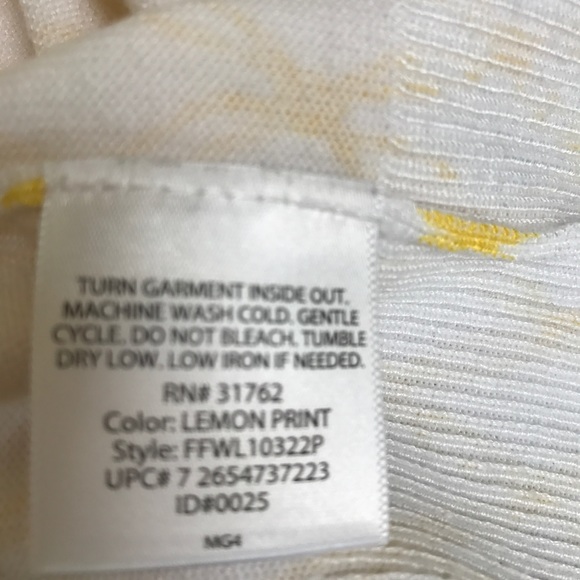 TURN GARMENT INSIDE OUT.
MACHINE WASH COLD. GENTLE
CYCLE. DO NOT BLEACH. TUMBLE
DRY LOW. LOW IRON IF NEEDED.
RN# 31762
Color: LEMON PRINT
Style: FFWL10322P
UPC# 7 2654737223
ID#0025
MG4